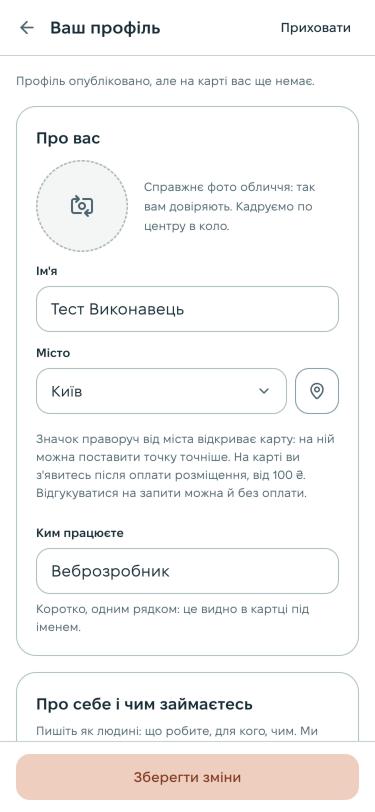 Ваш профіль
Приховати
Профіль опубліковано, але на карті вас ще немає.
Про вас
Справжнє фото обличчя: так
вам довіряють. Кадруємо по
центру в коло.
Ім'я
Тест Виконавець
Місто
Київ
Значок праворуч від міста відкриває карту: на ній
можна поставити точку точніше. На карті ви
з'явитесь після оплати розміщення, від 100 ₴.
Відгукуватися на запити можна й без оплати.
Ким працюєте
Веброзробник
Коротко, одним рядком: це видно в картці під
іменем.
Про себе і чим займаєтесь
Пишіть як людині: що робите, для кого, чим. Ми
Зберегти зміни